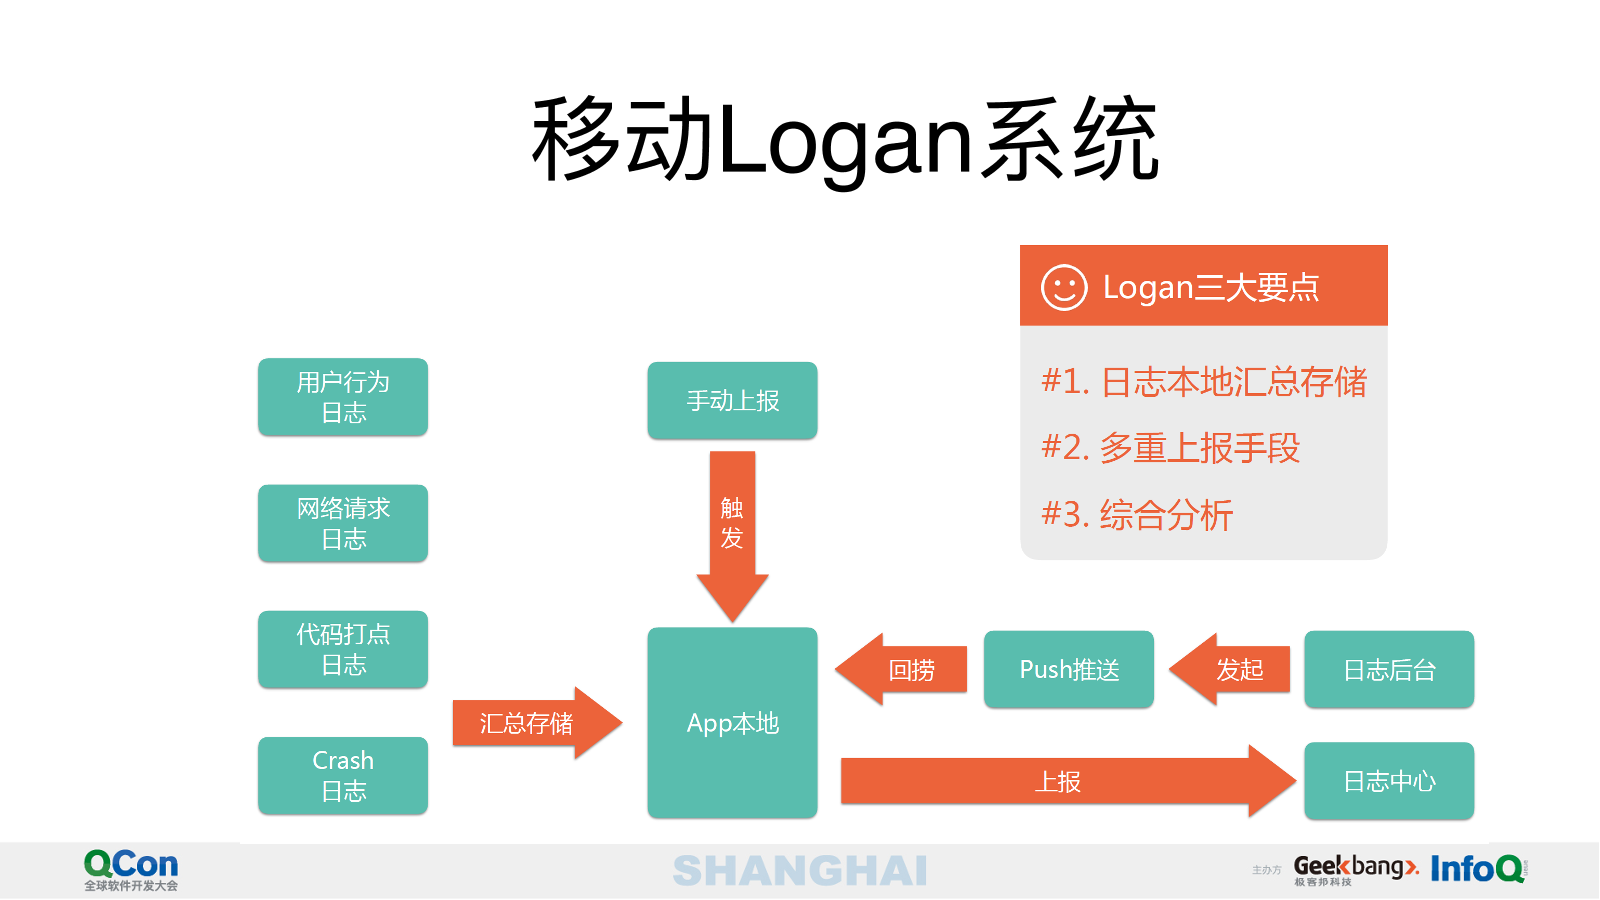 移动Logan系统
Logan三大要点
#1. 日志本地汇总存储
#2. 多重上报手段
#3. 综合分析
用户行为
日志
网络请求
日志
代码打点
日志
Crash
日志
汇总存储
手动上报
触
发
App本地
回捞
Push推送
发起
日志后台
上报
日志中心
QCon
全球软件开发大会
SHANGHAI
主办方
Geekbang
极客邦科技
InfoQ